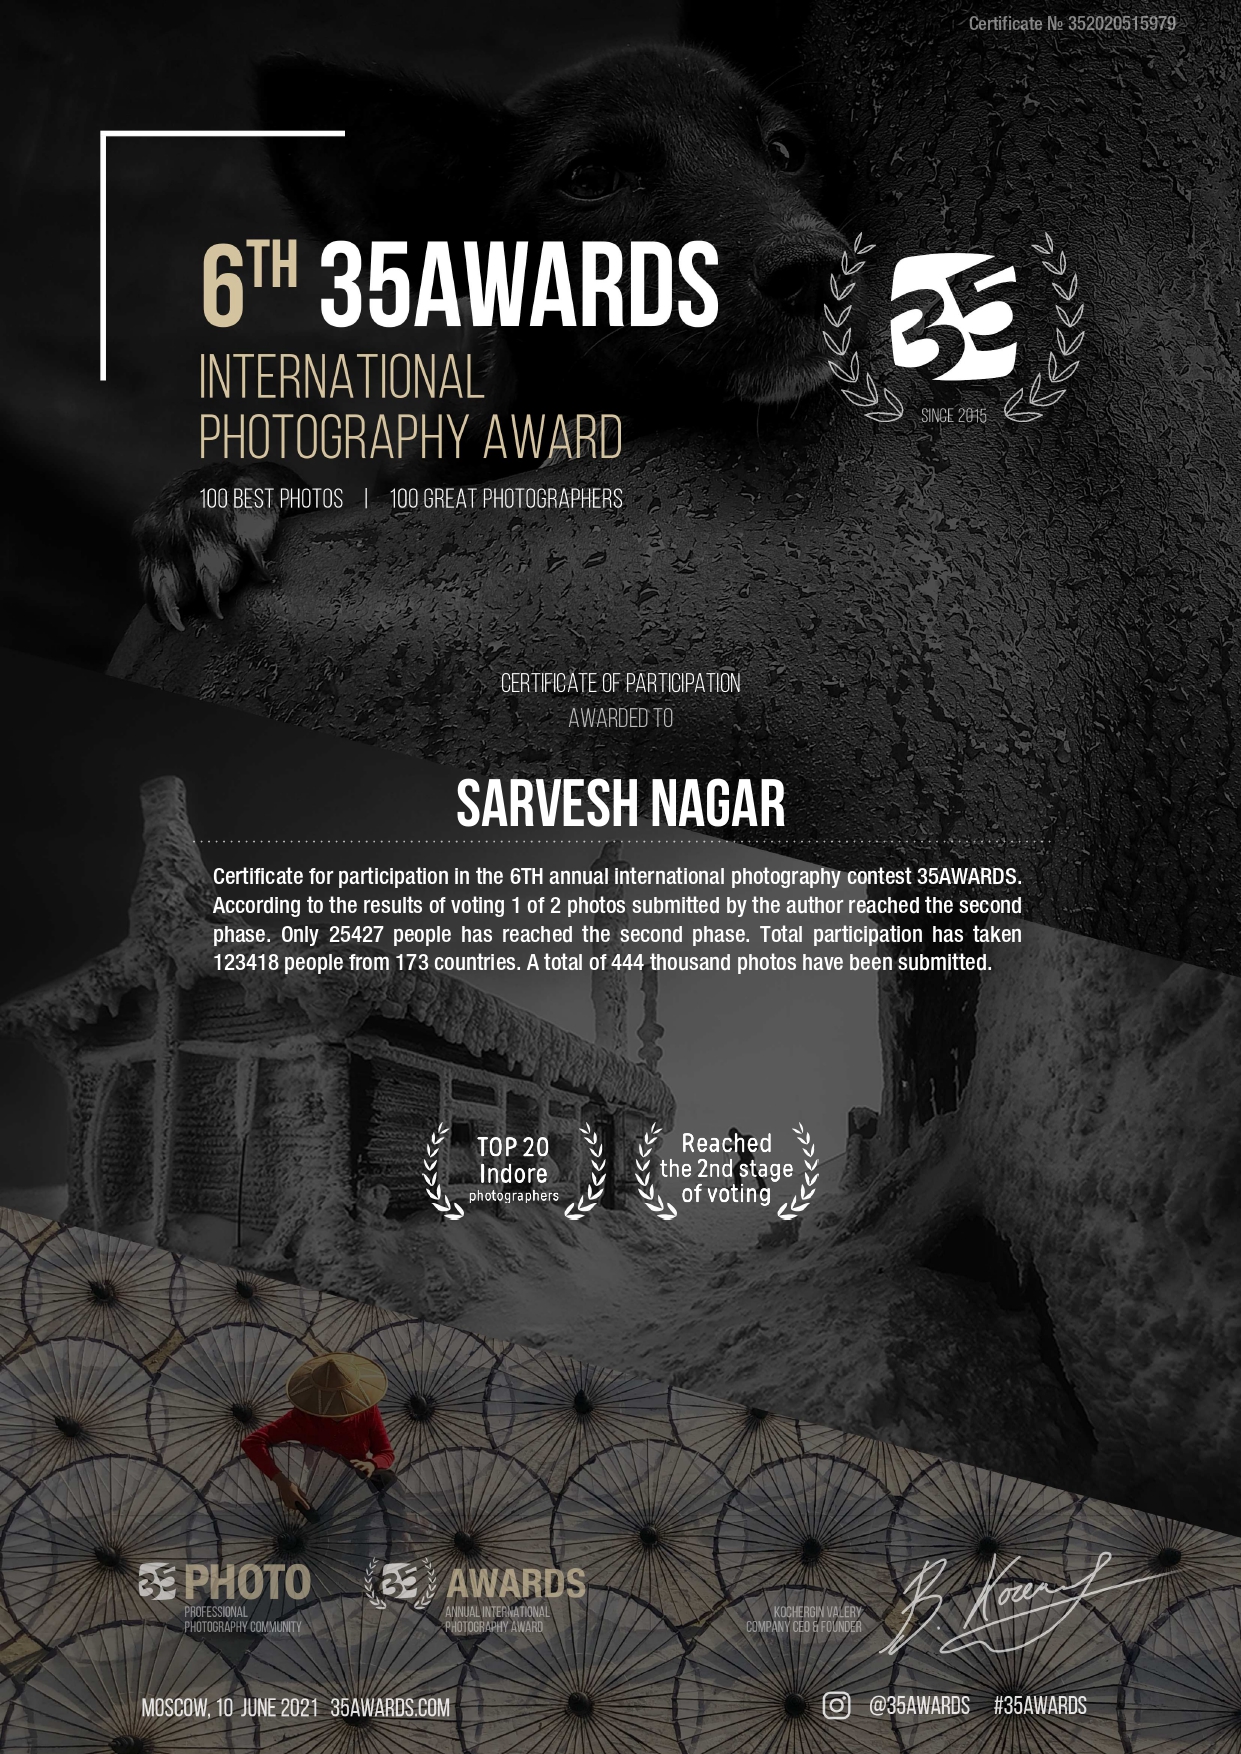 Certificate № 352020515979
6TH 35AWARDS
INTERNATIONAL
PHOTOGRAPHY AWARD
100 BEST PHOTOS | 100 GREAT PHOTOGRAPHERS
35
SINCE 2015
CERTIFICATE OF PARTICIPATION
AWARDED TO
SARVESH NAGAR
Certificate for participation in the 6TH annual international photography contest 35AWARDS.
According to the results of voting 1 of 2 photos submitted by the author reached the second
phase. Only 25427 people has reached the second phase. Total participation has taken
123418 people from 173 countries. A total of 444 thousand photos have been submitted.
TOP 20
Indore
photographers
Reached
the 2nd stage
of voting
35 PHOTO
PROFESSIONAL
PHOTOGRAPHY COMMUNITY
35 AWARDS
ANNUAL INTERNATIONAL
PHOTOGRAPHY AWARD
KOCHERGIN VALERY
COMPANY CEO & FOUNDER
MOSCOW, 10 JUNE 2021 35AWARDS.COM
@35AWARDS #35AWARDS